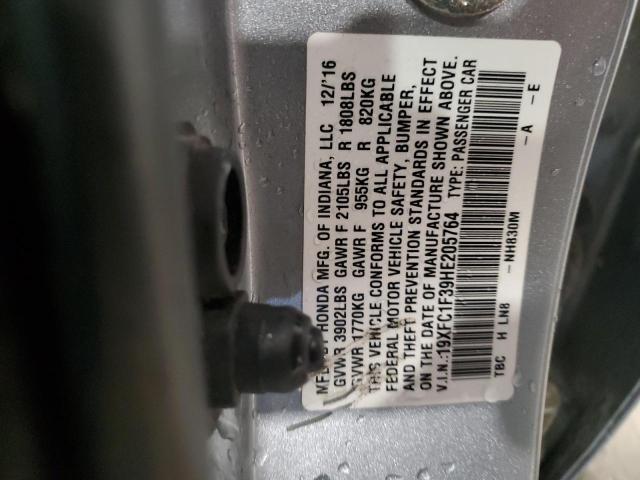 MFD. BY HONDA MFG. OF INDIANA, LLC 12/'16
GVWR 3902LBS GAWR F 2105LBS R 1808LBS
GVWR 1770KG GAWR F 955KG R 820KG
THIS VEHICLE CONFORMS TO ALL APPLICABLE
FEDERAL MOTOR VEHICLE SAFETY, BUMPER,
AND THEFT PREVENTION STANDARDS IN EFFECT
ON THE DATE OF MANUFACTURE SHOWN ABOVE.
V.I.N.:19XFC1F39HE205764 TYPE: PASSENGER CAR
TBC H LN8 -NH830M -A -E